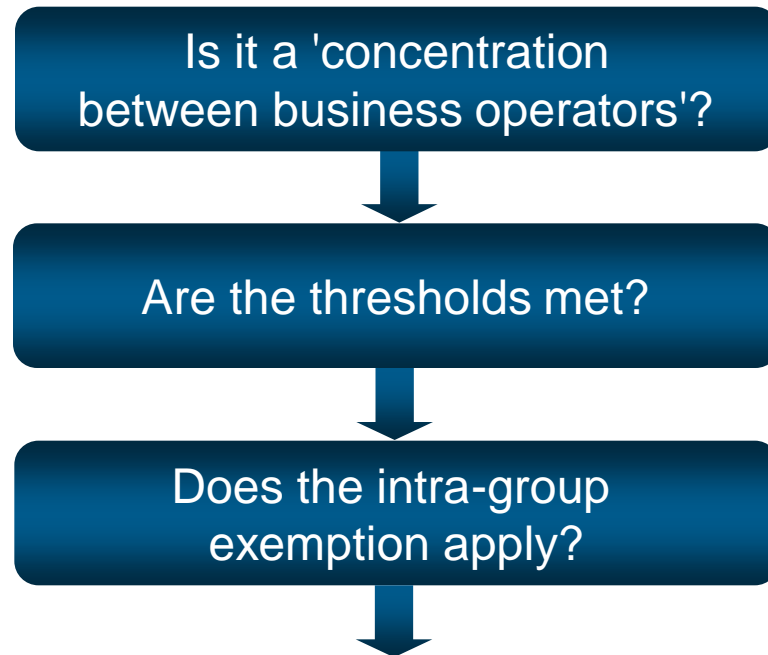 Is it a 'concentration
between business operators'?
Are the thresholds met?
Does the intra-group
exemption apply?